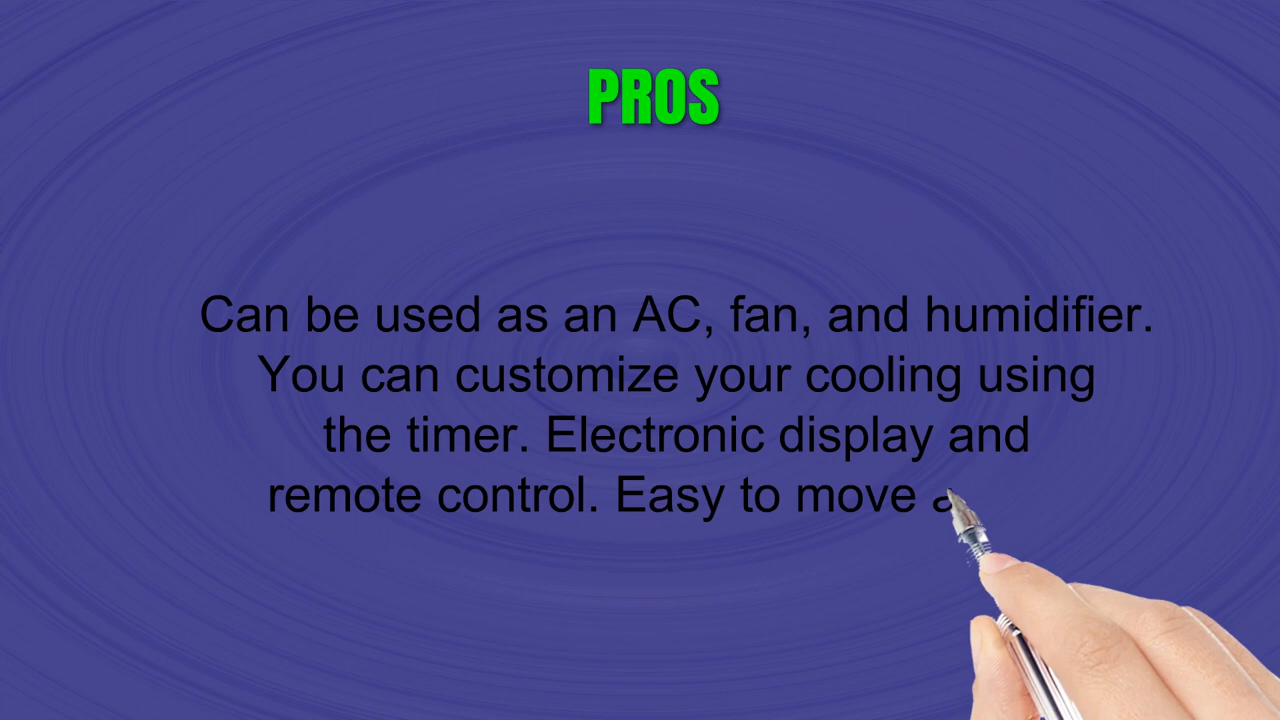 PROS
Can be used as an AC, fan, and humidifier.
You can customize your cooling using
the timer. Electronic display and
remote control. Easy to move